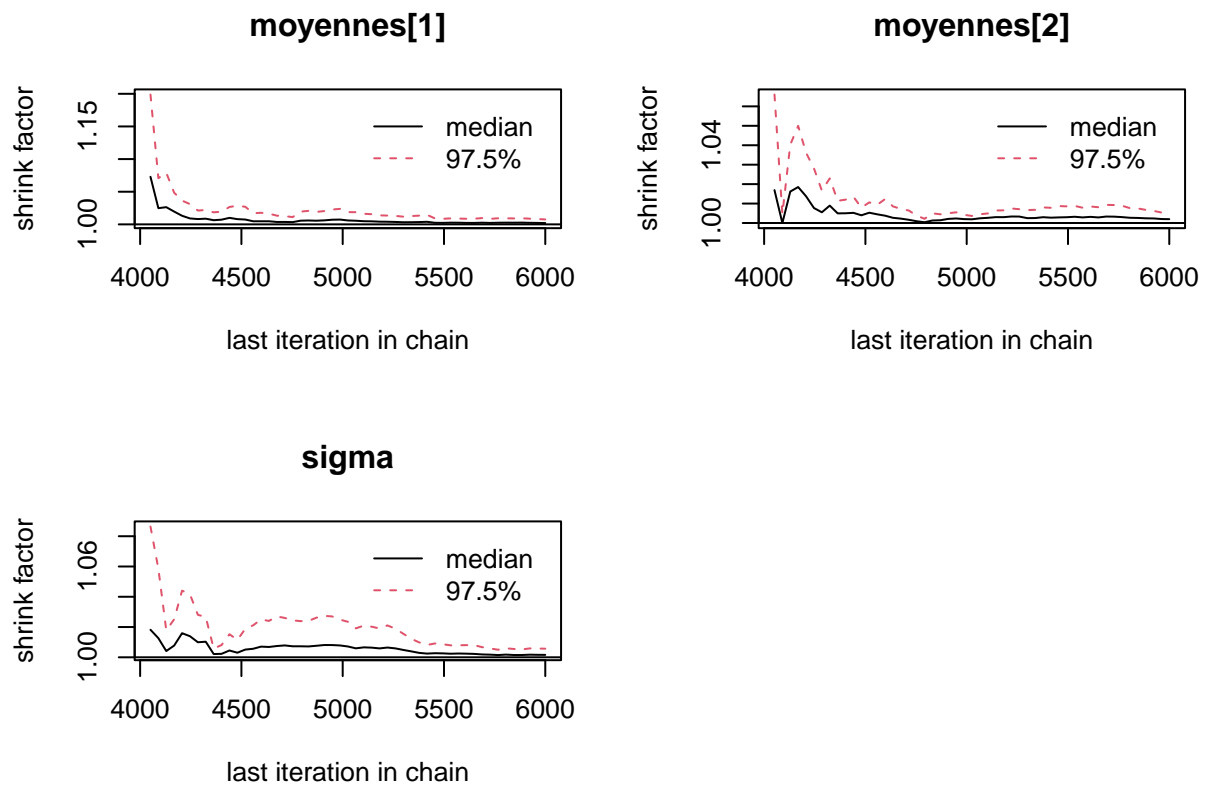 moyennes[1]
shrink factor
1.00
1.15
median
97.5%
4000 4500 5000 5500 6000
last iteration in chain
moyennes[2]
shrink factor
1.00
1.04
median
97.5%
4000 4500 5000 5500 6000
last iteration in chain
sigma
shrink factor
1.00
1.06
median
97.5%
4000 4500 5000 5500 6000
last iteration in chain